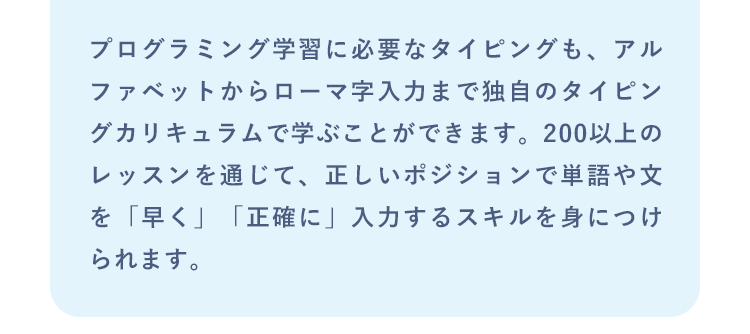 プログラミング学習に必要なタイピングも、アル
ファベットからローマ字入力まで独自のタイピン
グカリキュラムで学ぶことができます。200以上の
レッスンを通じて、正しいポジションで単語や文
を「早く」「正確に」入力するスキルを身につけ
られます。